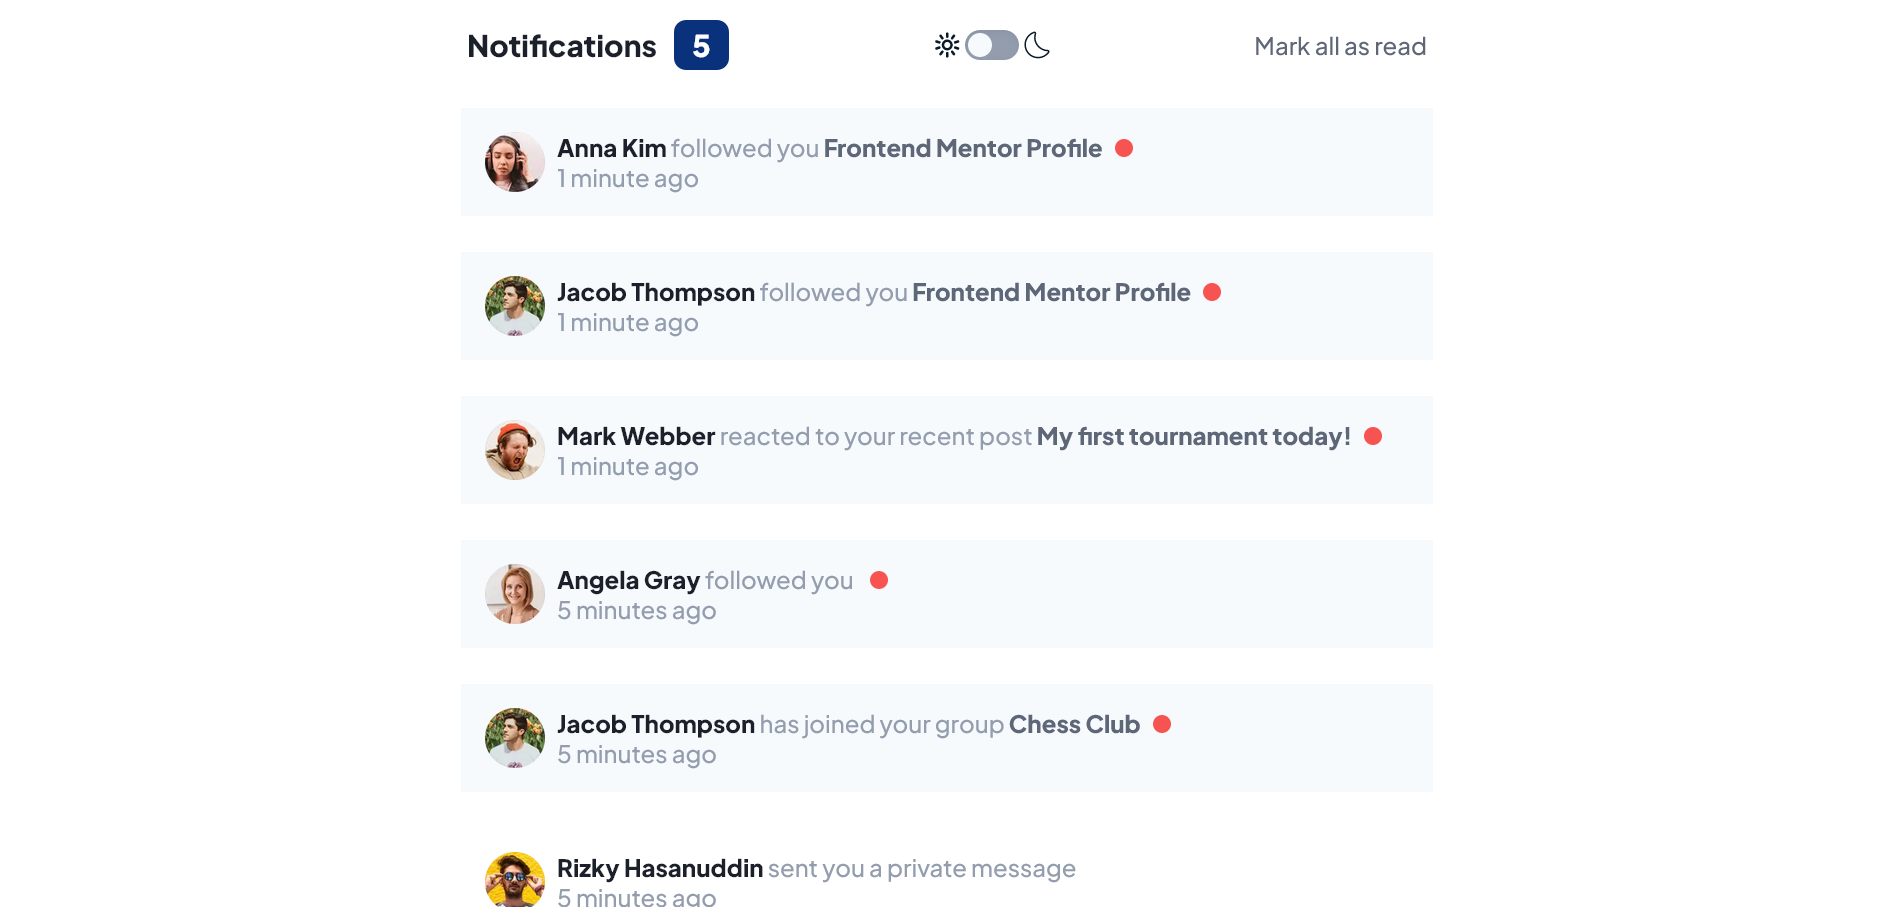 Notifications 5 Mark all as read
Anna Kim followed you Frontend Mentor Profile
1 minute ago
Jacob Thompson followed you Frontend Mentor Profile
1 minute ago
Mark Webber reacted to your recent post My first tournament today!
1 minute ago
Angela Gray followed you
5 minutes ago
Jacob Thompson has joined your group Chess Club
5 minutes ago
Rizky Hasanuddin sent you a private message
5 minutes ago